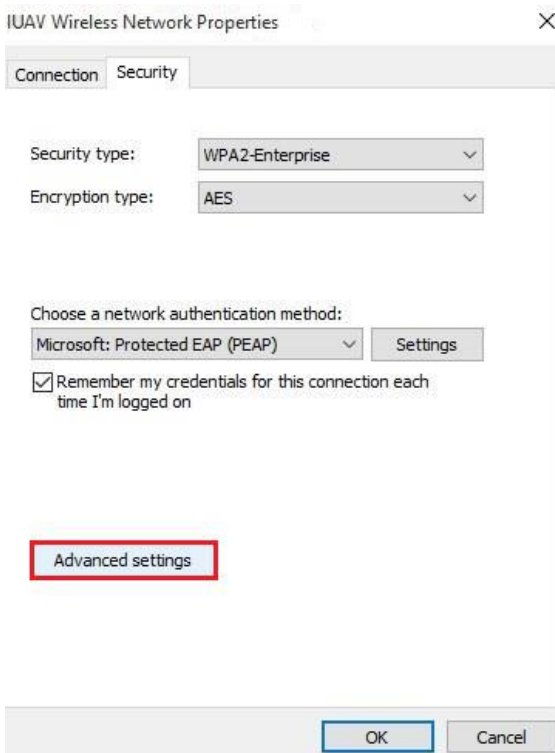 IUAV Wireless Network Properties
Connection Security
Security type: WPA2-Enterprise
Encryption type: AES
Choose a network authentication method:
Microsoft: Protected EAP (PEAP) Settings
Remember my credentials for this connection each
time I'm logged on
Advanced settings
OK Cancel